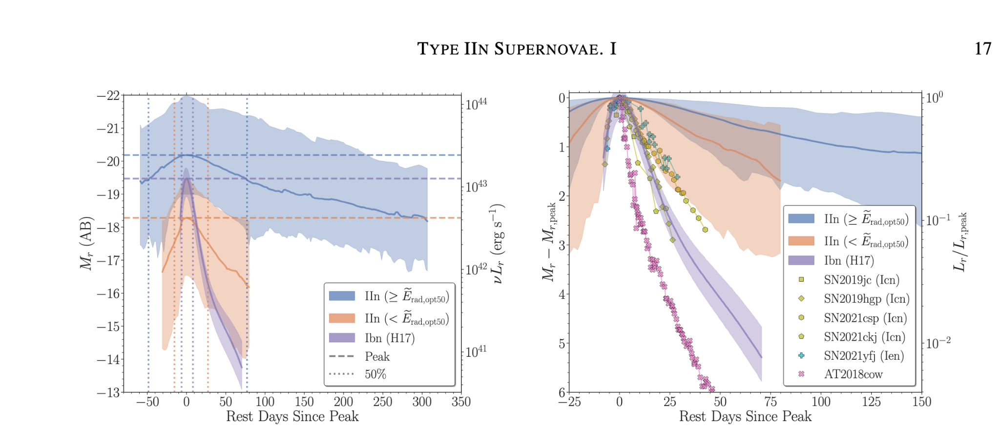 TYPE IIN SUPERNOVAE. I
17
−22
−21
−20
−19
−18
−17
−16
−15
−14
−13
M_r (AB)
−50 0 50 100 150 200 250 300 350
Rest Days Since Peak
10^44
10^43
10^42
10^41
νL_r (erg s^−1)
IIn (≥ Ẽ_rad,opt50)
IIn (< Ẽ_rad,opt50)
Ibn (H17)
Peak
50%
0
1
2
3
4
5
6
M_r − M_r,peak
−25 0 25 50 75 100 125 150
Rest Days Since Peak
10^0
10^−1
10^−2
L_r/L_r,peak
IIn (≥ Ẽ_rad,opt50)
IIn (< Ẽ_rad,opt50)
Ibn (H17)
SN2019jc (Icn)
SN2019hgp (Icn)
SN2021csp (Icn)
SN2021ckj (Icn)
SN2021yfj (Ien)
AT2018cow